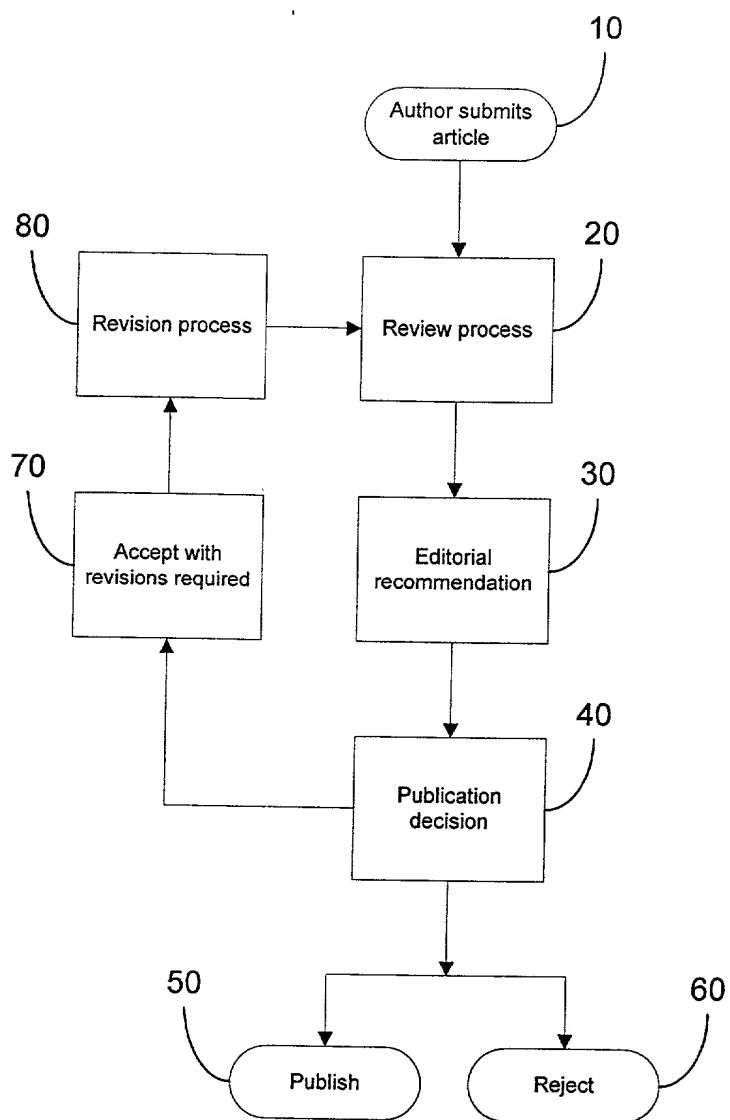 10
Author submits
article
80
20
Revision process
Review process
70
30
Accept with
revisions required
Editorial
recommendation
40
Publication
decision
50
60
Publish
Reject